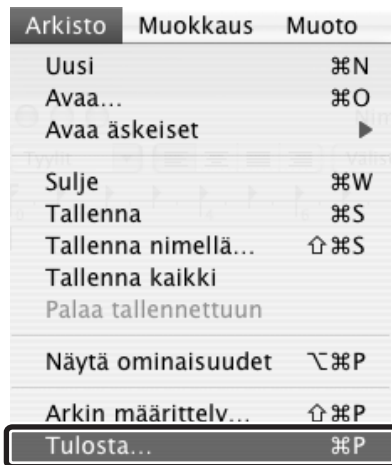 Arkisto Muokkaus Muoto
Uusi ⌘N
Avaa... ⌘O
Avaa äskeiset
Sulje ⌘W
Tallenna ⌘S
Tallenna nimellä... ⇧⌘S
Tallenna kaikki
Palaa tallennettuun
Näytä ominaisuudet ⌥⌘P
Arkin määrittely... ⇧⌘P
Tulosta... ⌘P